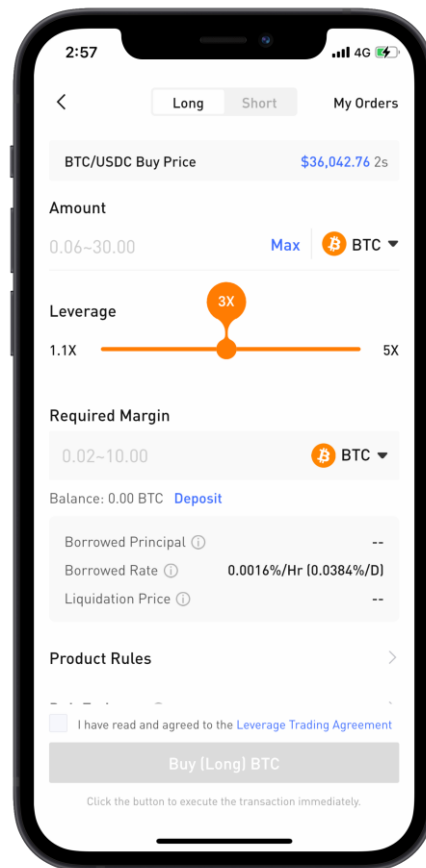 2:57 4G
Long Short My Orders
BTC/USDC Buy Price $36,042.76 2s
Amount
0.06~30.00 Max BTC
3X
Leverage
1.1X 5X
Required Margin
0.02~10.00 BTC
Balance: 0.00 BTC Deposit
Borrowed Principal --
Borrowed Rate 0.0016%/Hr (0.0384%/D)
Liquidation Price --
Product Rules
I have read and agreed to the Leverage Trading Agreement
Buy (Long) BTC
Click the button to execute the transaction immediately.